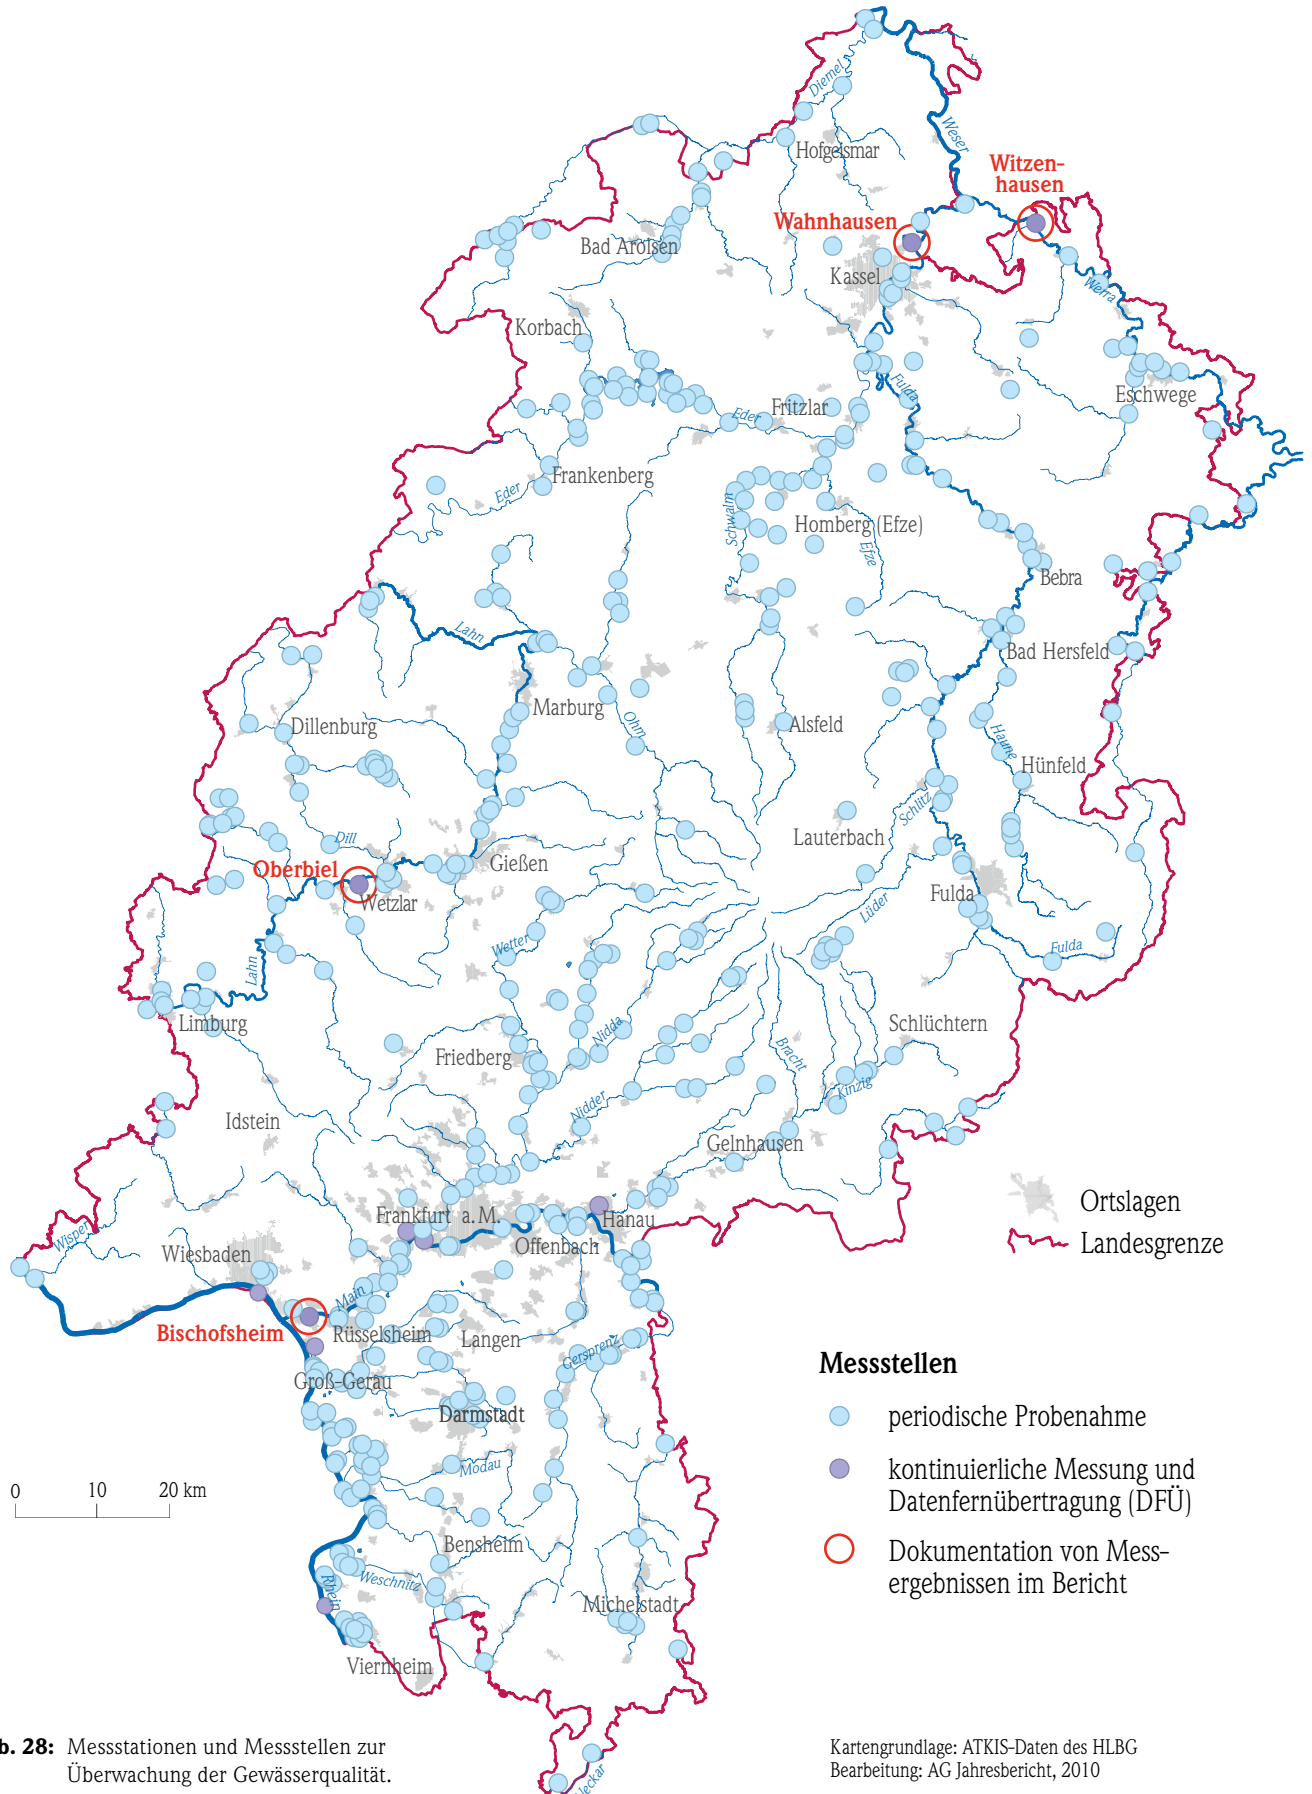 Diemel
Hofgeismar
Weser
Witzen-
hausen
Wahnhausen
Bad Arolsen
Kassel
Werra
Korbach
Fulda
Eschwege
Fritzlar
Eder
Frankenberg
Eder
Schwalm
Homberg (Efze)
Efze
Bebra
Lahn
Bad Hersfeld
Marburg
Ohm
Alsfeld
Dillenburg
Haune
Hünfeld
Schlitz
Lauterbach
Dill
Gießen
Oberbiel
Wetzlar
Fulda
Lüder
Wetter
Fulda
Lahn
Limburg
Nidda
Schlüchtern
Friedberg
Bracht
Kinzig
Nidder
Idstein
Gelnhausen
Ortslagen
Frankfurt a. M.
Hanau
Wisper
Wiesbaden
Offenbach
Landesgrenze
Main
Bischofsheim
Rüsselsheim
Langen
Gersprenz
Messstellen
Groß-Gerau
Darmstadt
periodische Probenahme
Modau
kontinuierliche Messung und
Datenfernübertragung (DFÜ)
0 10 20 km
Bensheim
Dokumentation von Mess-
ergebnissen im Bericht
Weschnitz
Rhein
Michelstadt
Viernheim
b. 28: Messstationen und Messstellen zur
Überwachung der Gewässerqualität.
Kartengrundlage: ATKIS-Daten des HLBG
Bearbeitung: AG Jahresbericht, 2010
Neckar